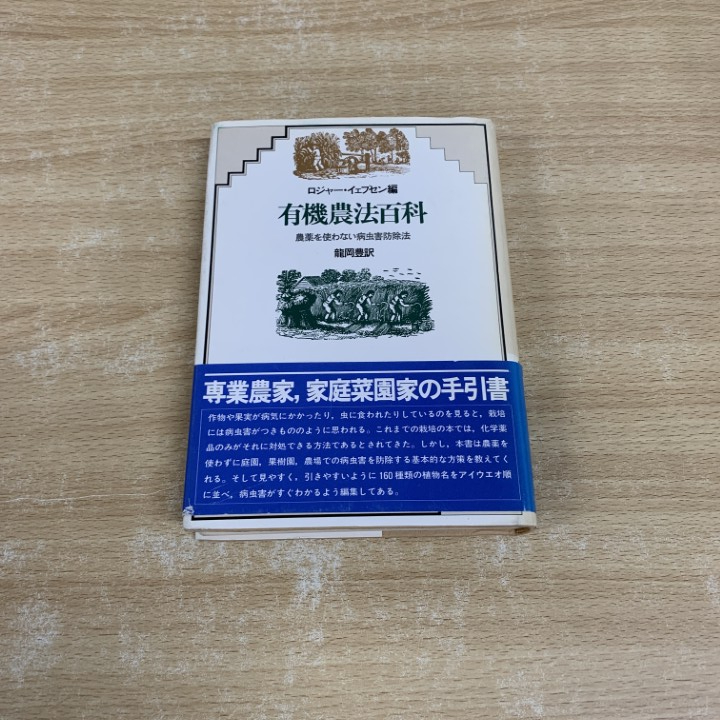 ロジャー・イェプセン編
有機農法百科
農薬を使わない病虫害防除法
龍岡豊訳
専業農家，家庭菜園家の手引書
作物や果実が病気にかかったり，虫に食われたりしているのを見ると，栽培
には病虫害がつきもののように思われる。これまでの栽培の本では，化学薬
品のみがそれに対処できる方法であるとされてきた。しかし，本書は農薬を
使わずに庭園，果樹園，農場での病虫害を防除する基本的な方策を教えてく
れる。そして見やすく，引きやすいように160種類の植物名をアイウエオ順
に並べ，病虫害がすぐわかるよう編集してある。